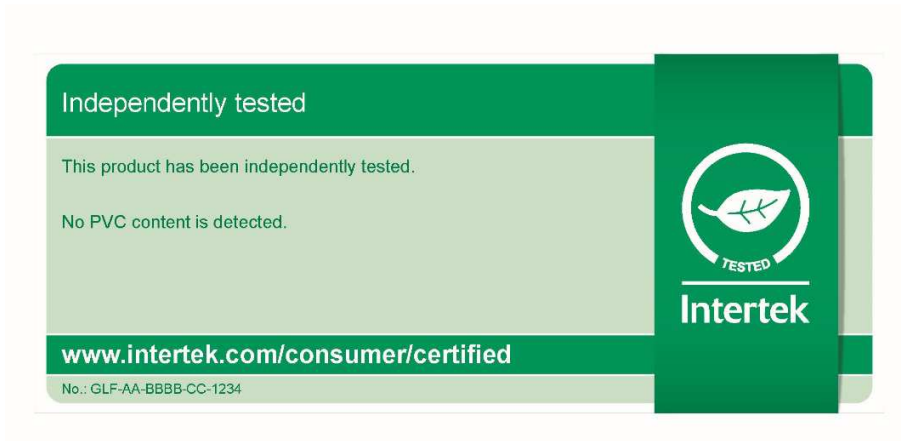 Independently tested
This product has been independently tested.
No PVC content is detected.
TESTED
Intertek
www.intertek.com/consumer/certified
No.: GLF-AA-BBBB-CC-1234